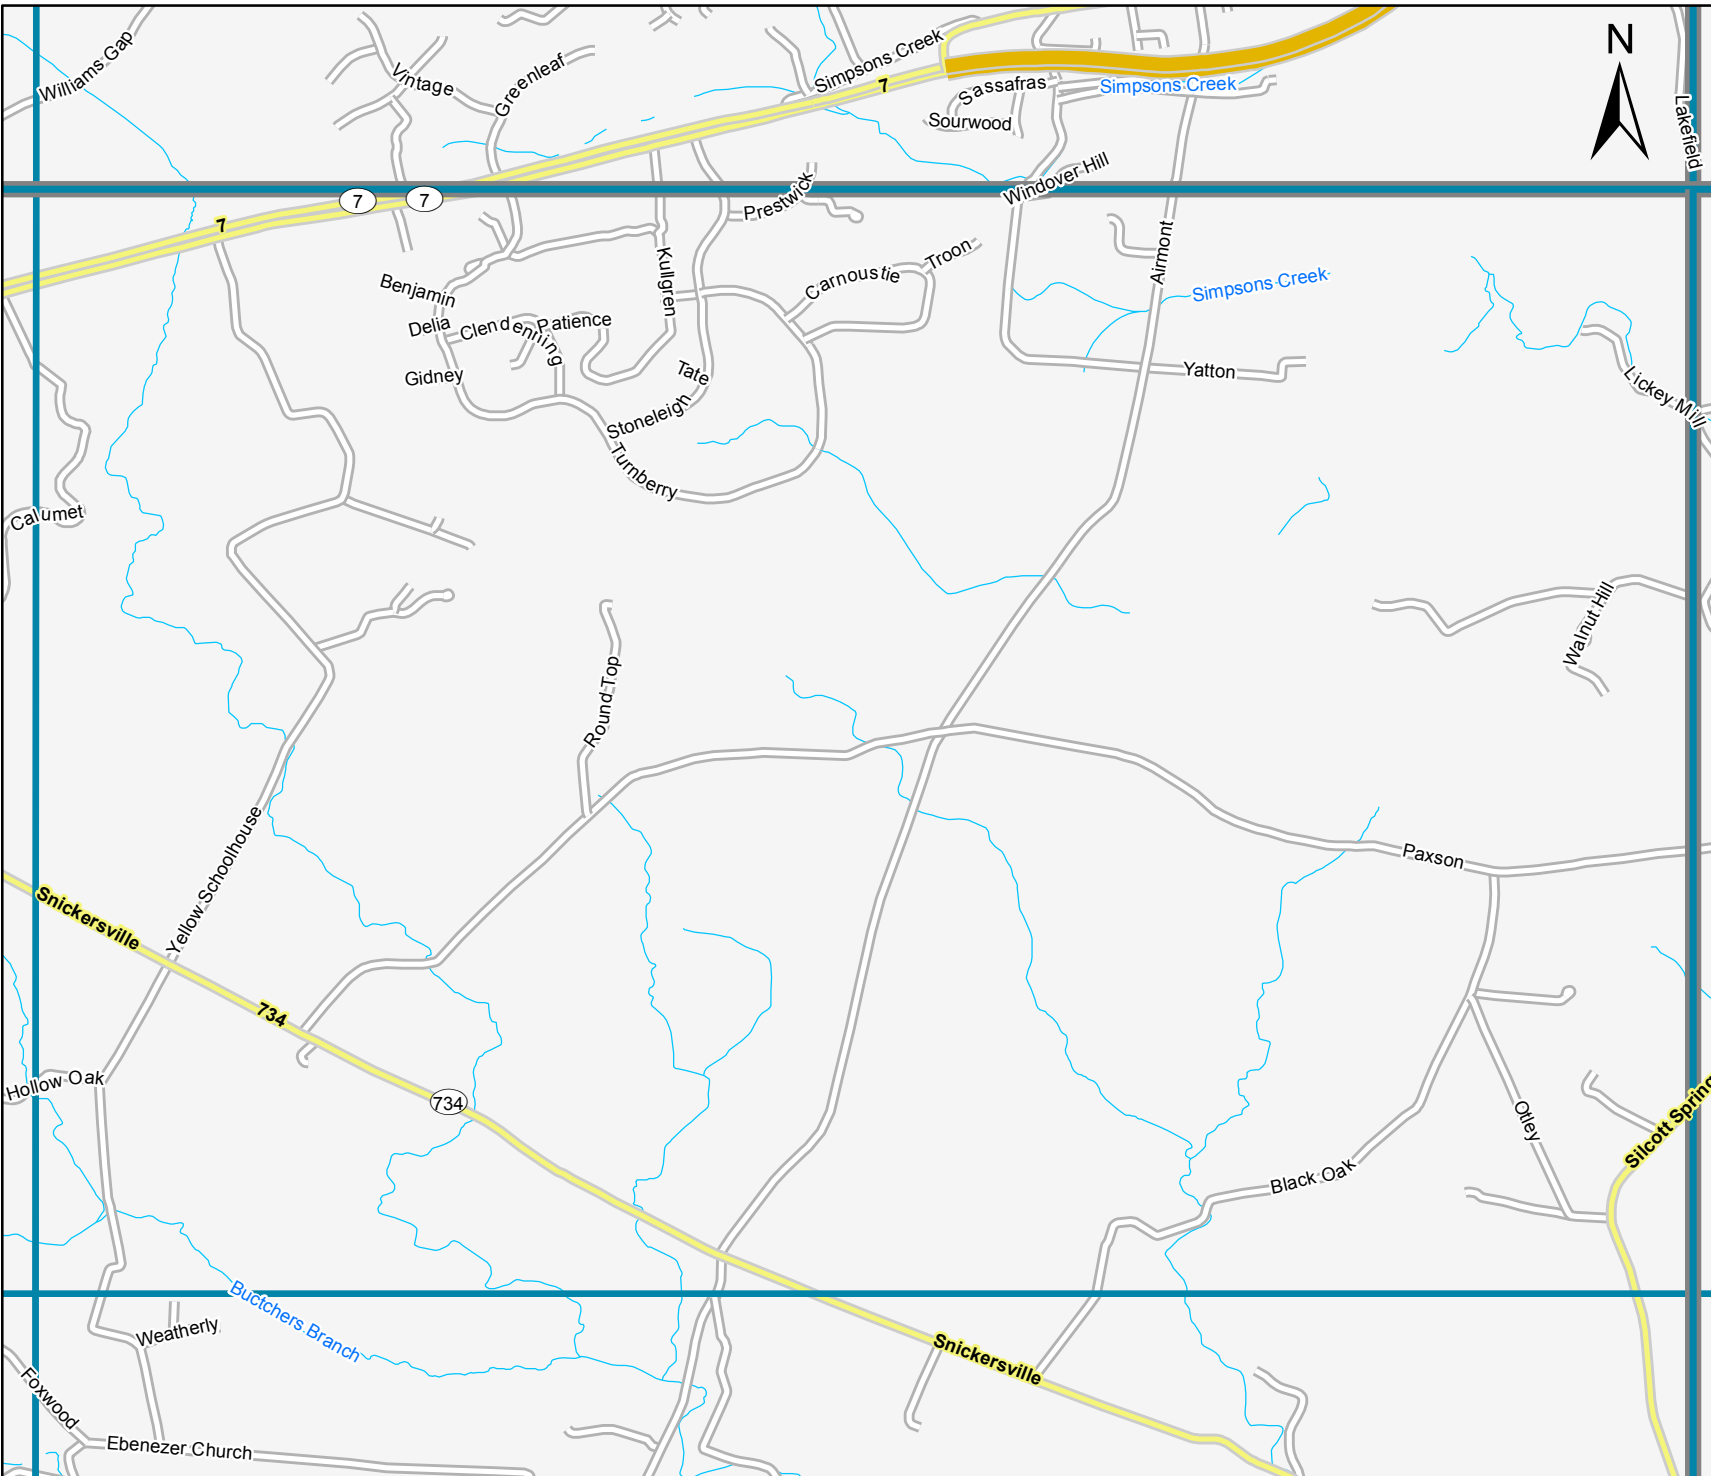 Williams Gap
Vintage
Greenleaf
Simpsons Creek
7
Sassafras
Sourwood
Simpsons Creek
N
Lakefield
Windover Hill
7
7
7
Prestwick
Airmont
Troon
Carnoustie
Kullgren
Simpsons Creek
Benjamin
Delia
Clendenning
Patience
Gidney
Tate
Stoneleigh
Turnberry
Yatton
Lickey Mill
Calumet
Walnut Hill
Round Top
Yellow Schoolhouse
Paxson
Snickersville
734
734
Hollow Oak
Otley
Silcott Spring
Black Oak
Buctchers Branch
Weatherly
Snickersville
Foxwood
Ebenezer Church